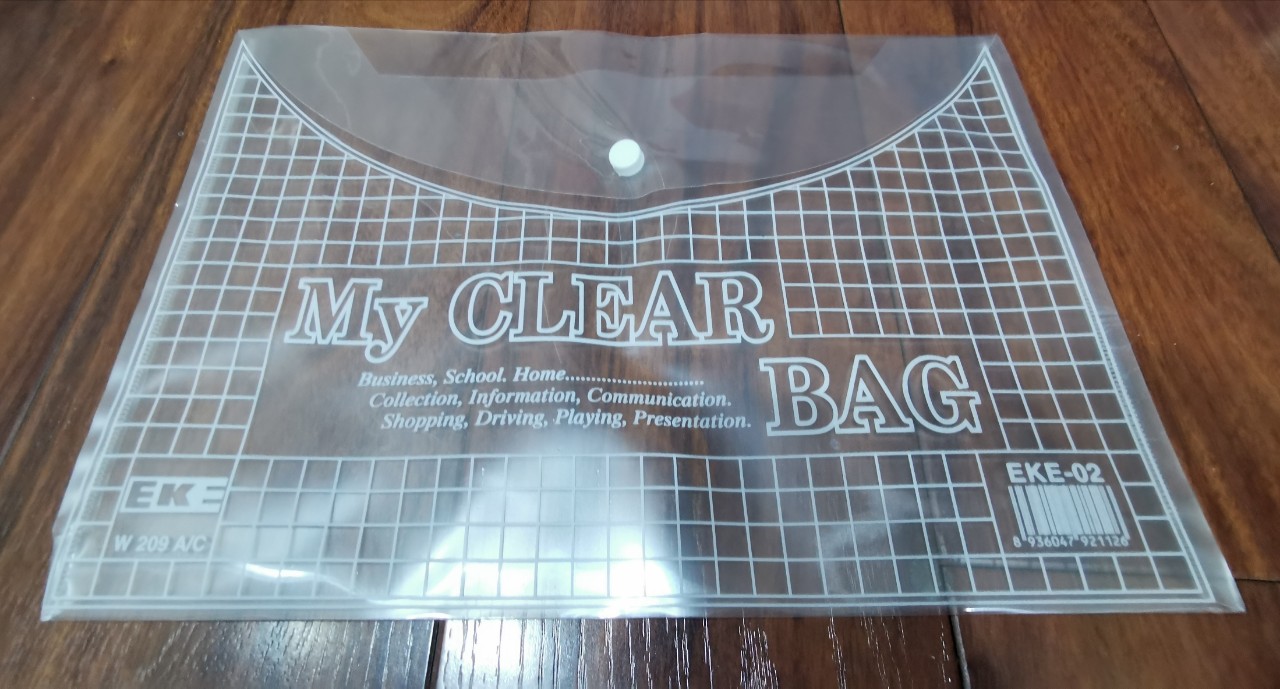 My CLEAR
BAG
Business, School. Home.......................
Collection, Information, Communication.
Shopping, Driving, Playing, Presentation.
EKE
W 209 A/C
EKE-02
8 936047 921126